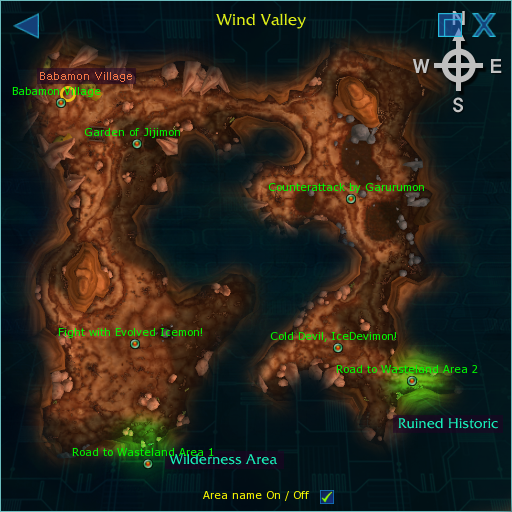 Wind Valley
N
W E
S
Babamon Village
Babamon Village
Garden of Jijimon
Counterattack by Garurumon
Fight with Evolved Icemon!
Cold Devil, IceDevimon!
Road to Wasteland Area 2
Ruined Historic
Road to Wasteland Area 1
Wilderness Area
Area name On / Off